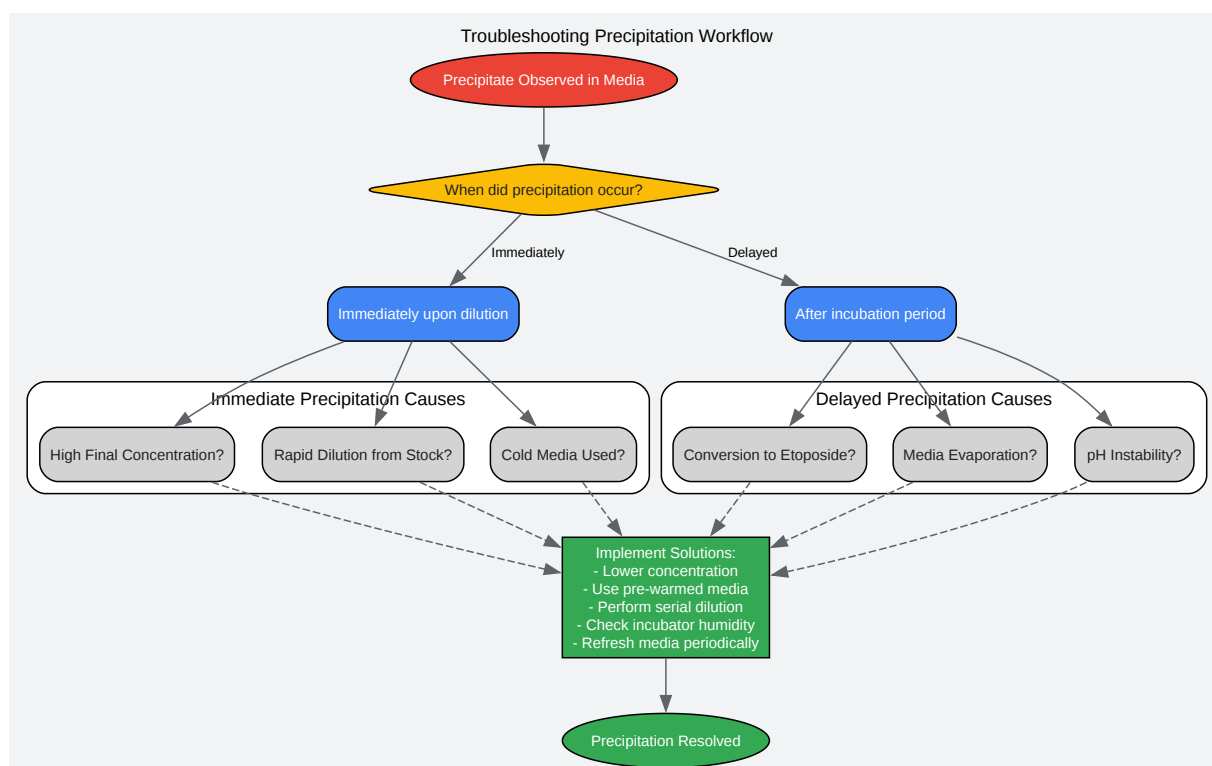 Troubleshooting Precipitation Workflow
Precipitate Observed in Media
When did precipitation occur?
Immediately
Delayed
Immediately upon dilution
After incubation period
Immediate Precipitation Causes
Delayed Precipitation Causes
High Final Concentration?
Rapid Dilution from Stock?
Cold Media Used?
Conversion to Etoposide?
Media Evaporation?
pH Instability?
Implement Solutions:
- Lower concentration
- Use pre-warmed media
- Perform serial dilution
- Check incubator humidity
- Refresh media periodically
Precipitation Resolved